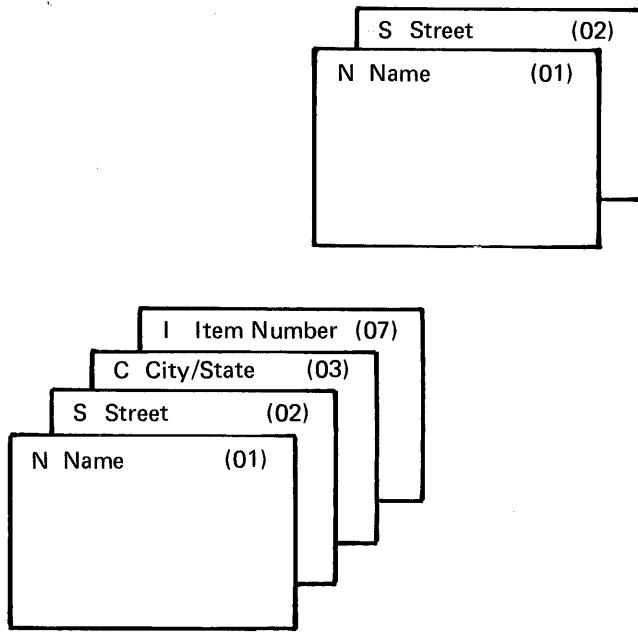 S Street (02)
N Name (01)
I Item Number (07)
C City/State (03)
S Street (02)
N Name (01)